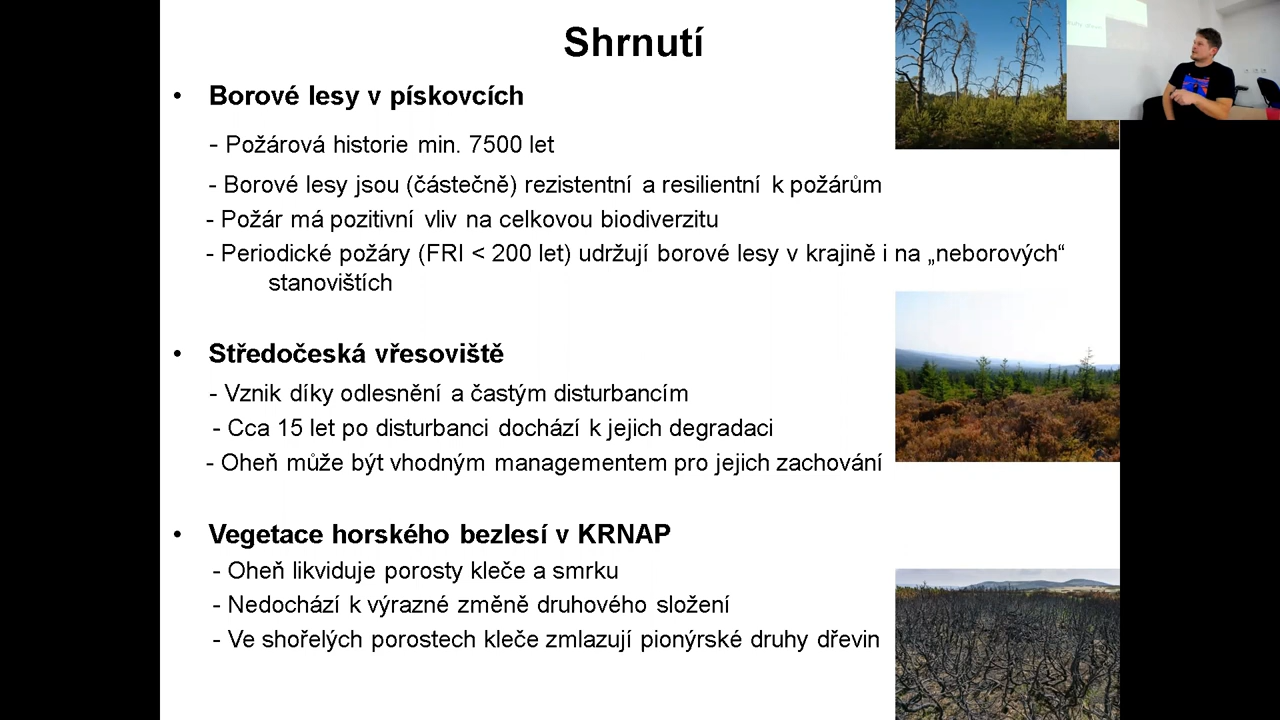 Shrnutí
• Borové lesy v pískovcích
- Požárová historie min. 7500 let
- Borové lesy jsou (částečně) rezistentní a resilientní k požárům
- Požár má pozitivní vliv na celkovou biodiverzitu
- Periodické požáry (FRI < 200 let) udržují borové lesy v krajině i na „neborových“
stanovištích
• Středočeská vřesoviště
- Vznik díky odlesnění a častým disturbancím
- Cca 15 let po disturbanci dochází k jejich degradaci
- Oheň může být vhodným managementem pro jejich zachování
• Vegetace horského bezlesí v KRNAP
- Oheň likviduje porosty kleče a smrku
- Nedochází k výrazné změně druhového složení
- Ve shořelých porostech kleče zmlazují pionýrské druhy dřevin